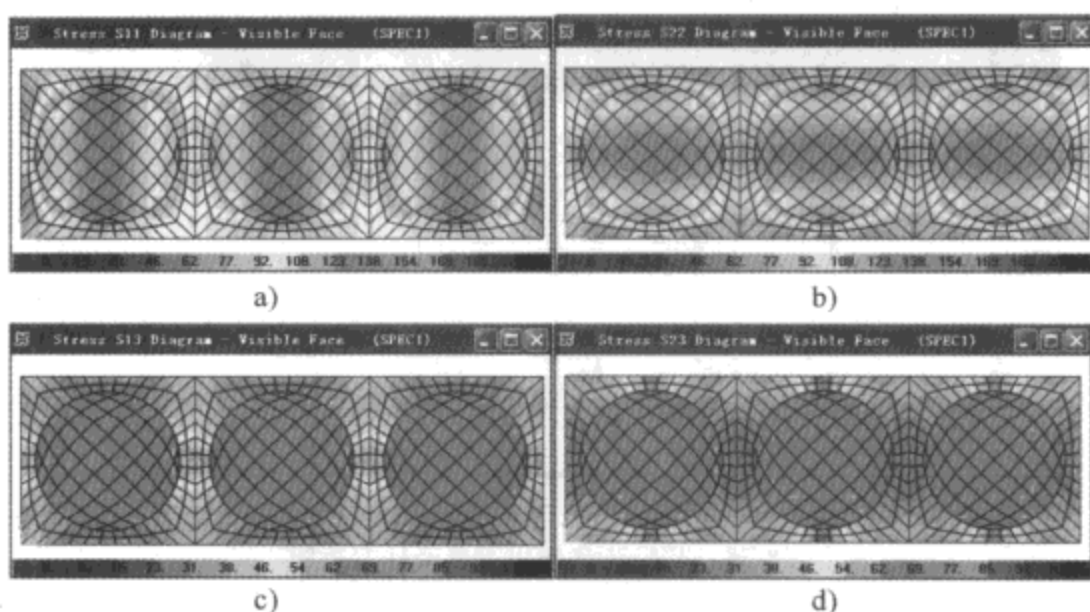 Stress S11 Diagram - Visible Face (SPEC1)
Stress S22 Diagram - Visible Face (SPEC1)
46. 62. 77. 92. 108. 123. 138. 154. 169.
46. 62. 77. 92. 108. 123. 138. 154. 169.
a)
b)
Stress S13 Diagram - Visible Face (SPEC1)
Stress S23 Diagram - Visible Face (SPEC1)
31. 38. 46. 54. 62. 69. 77. 85.
31. 38. 46. 54. 62. 69. 77. 85.
c)
d)